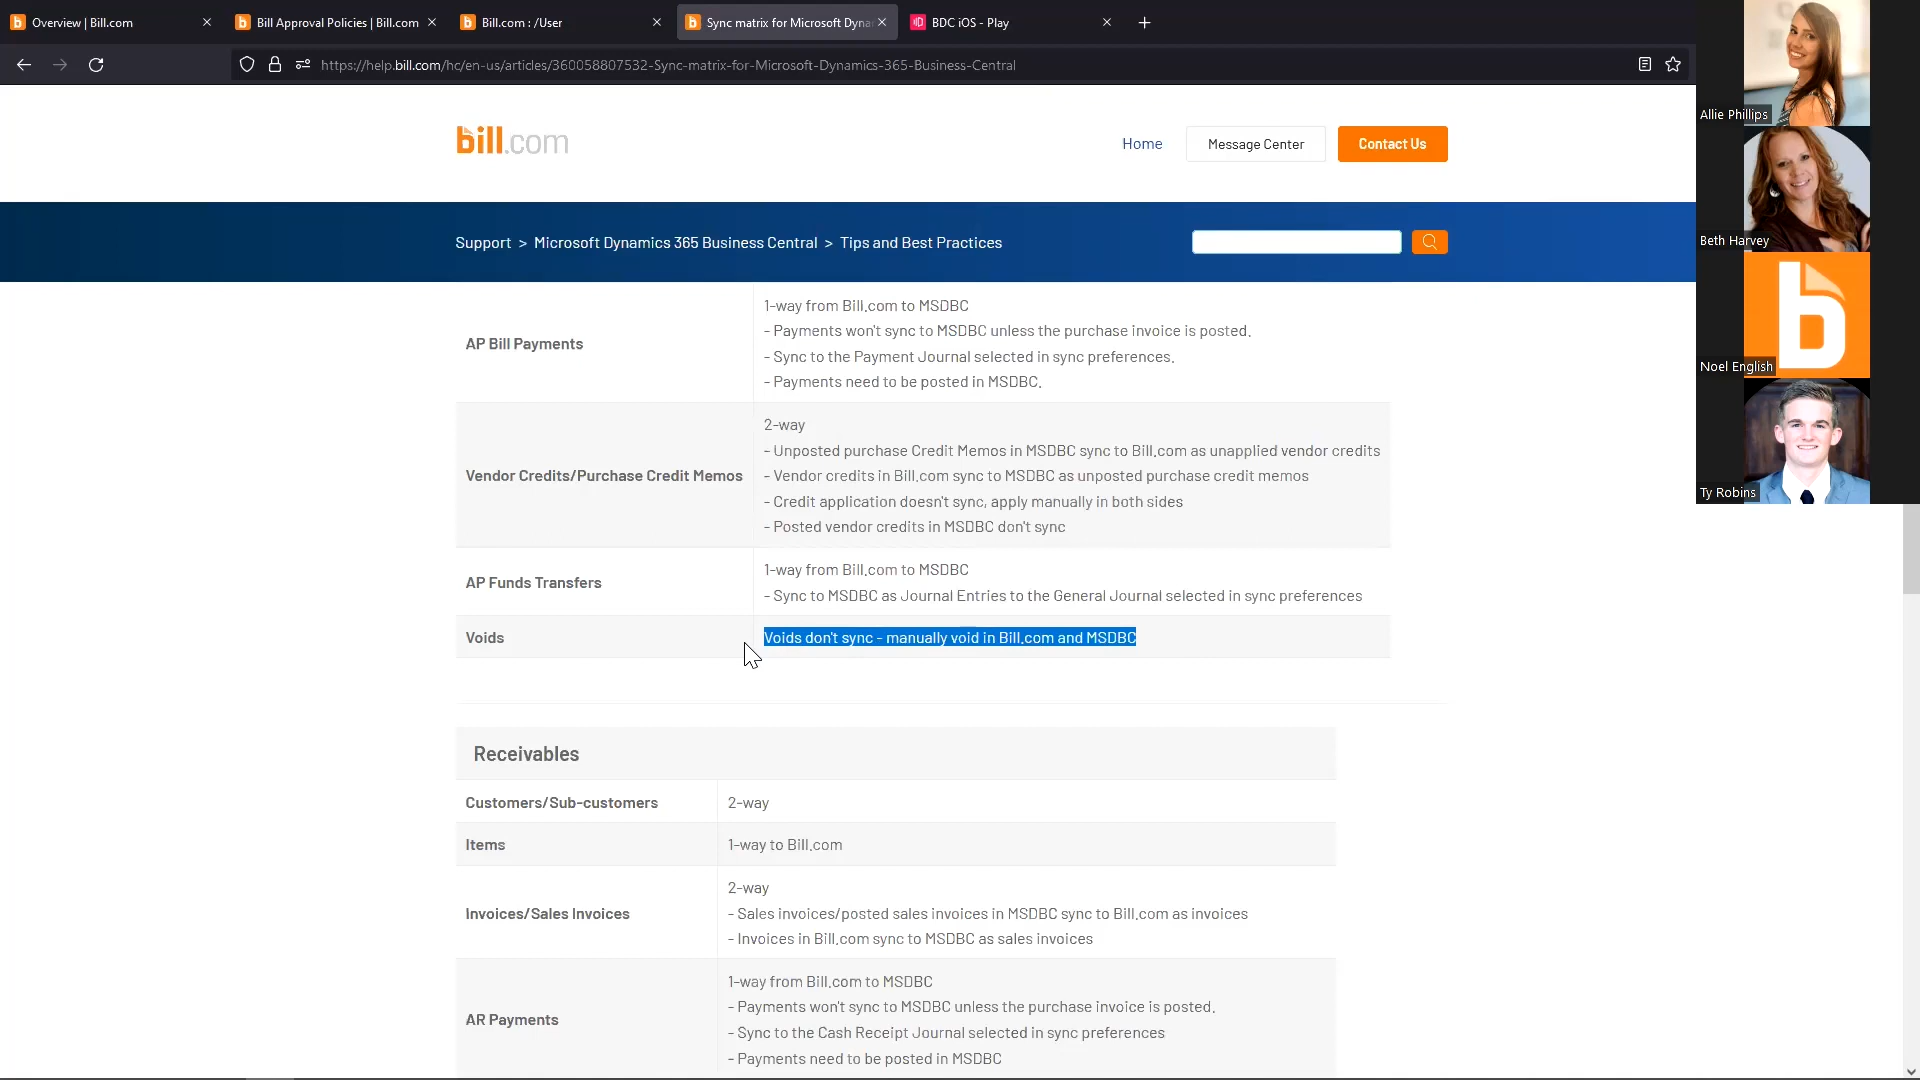 Overview | Bill.com
Bill Approval Policies | Bill.com
Bill.com : /User
Sync matrix for Microsoft Dyna
BDC iOS - Play
https://help.bill.com/hc/en-us/articles/360058807532-Sync-matrix-for-Microsoft-Dynamics-365-Business-Central
bill.com
Home
Message Center
Contact Us
Support > Microsoft Dynamics 365 Business Central > Tips and Best Practices
AP Bill Payments
1-way from Bill.com to MSDBC
- Payments won't sync to MSDBC unless the purchase invoice is posted.
- Sync to the Payment Journal selected in sync preferences.
- Payments need to be posted in MSDBC.
Vendor Credits/Purchase Credit Memos
2-way
- Unposted purchase Credit Memos in MSDBC sync to Bill.com as unapplied vendor credits
- Vendor credits in Bill.com sync to MSDBC as unposted purchase credit memos
- Credit application doesn't sync, apply manually in both sides
- Posted vendor credits in MSDBC don't sync
AP Funds Transfers
1-way from Bill.com to MSDBC
- Sync to MSDBC as Journal Entries to the General Journal selected in sync preferences
Voids
Voids don't sync - manually void in Bill.com and MSDBC
Receivables
Customers/Sub-customers
2-way
Items
1-way to Bill.com
Invoices/Sales Invoices
2-way
- Sales invoices/posted sales invoices in MSDBC sync to Bill.com as invoices
- Invoices in Bill.com sync to MSDBC as sales invoices
AR Payments
1-way from Bill.com to MSDBC
- Payments won't sync to MSDBC unless the purchase invoice is posted.
- Sync to the Cash Receipt Journal selected in sync preferences
- Payments need to be posted in MSDBC
Allie Phillips
Beth Harvey
b
Noel English
Ty Robins